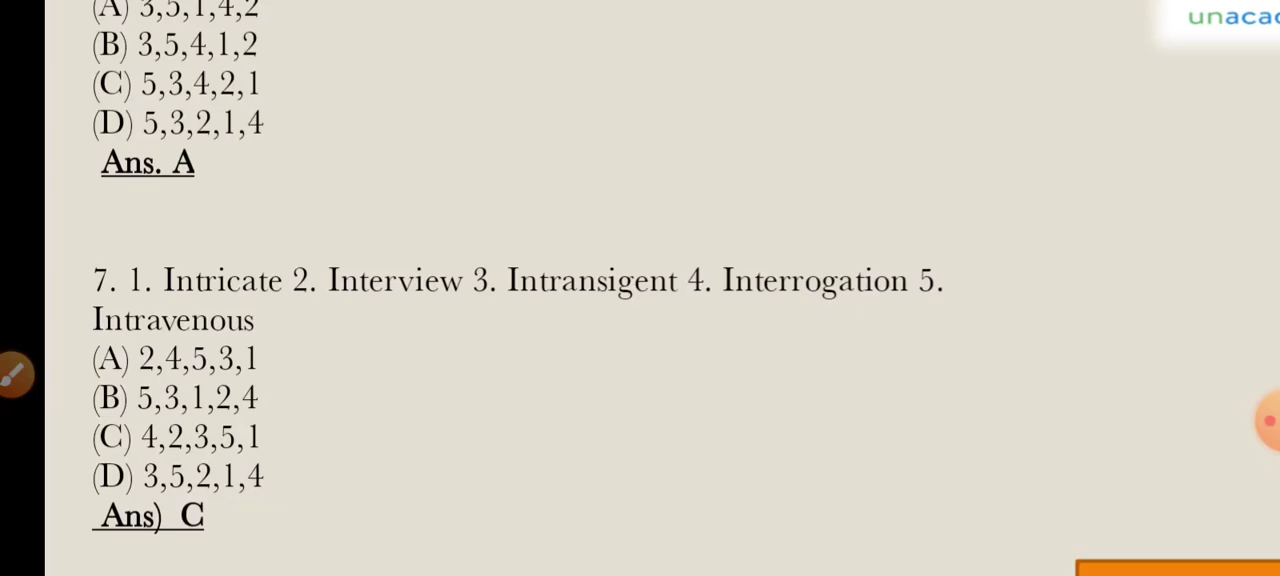 (A) 3,5,1,4,2
unacad
(B) 3,5,4,1,2
(C) 5,3,4,2,1
(D) 5,3,2,1,4
Ans. A
7. 1. Intricate 2. Interview 3. Intransigent 4. Interrogation 5.
Intravenous
(A) 2,4,5,3,1
(B) 5,3,1,2,4
(C) 4,2,3,5,1
(D) 3,5,2,1,4
Ans) C